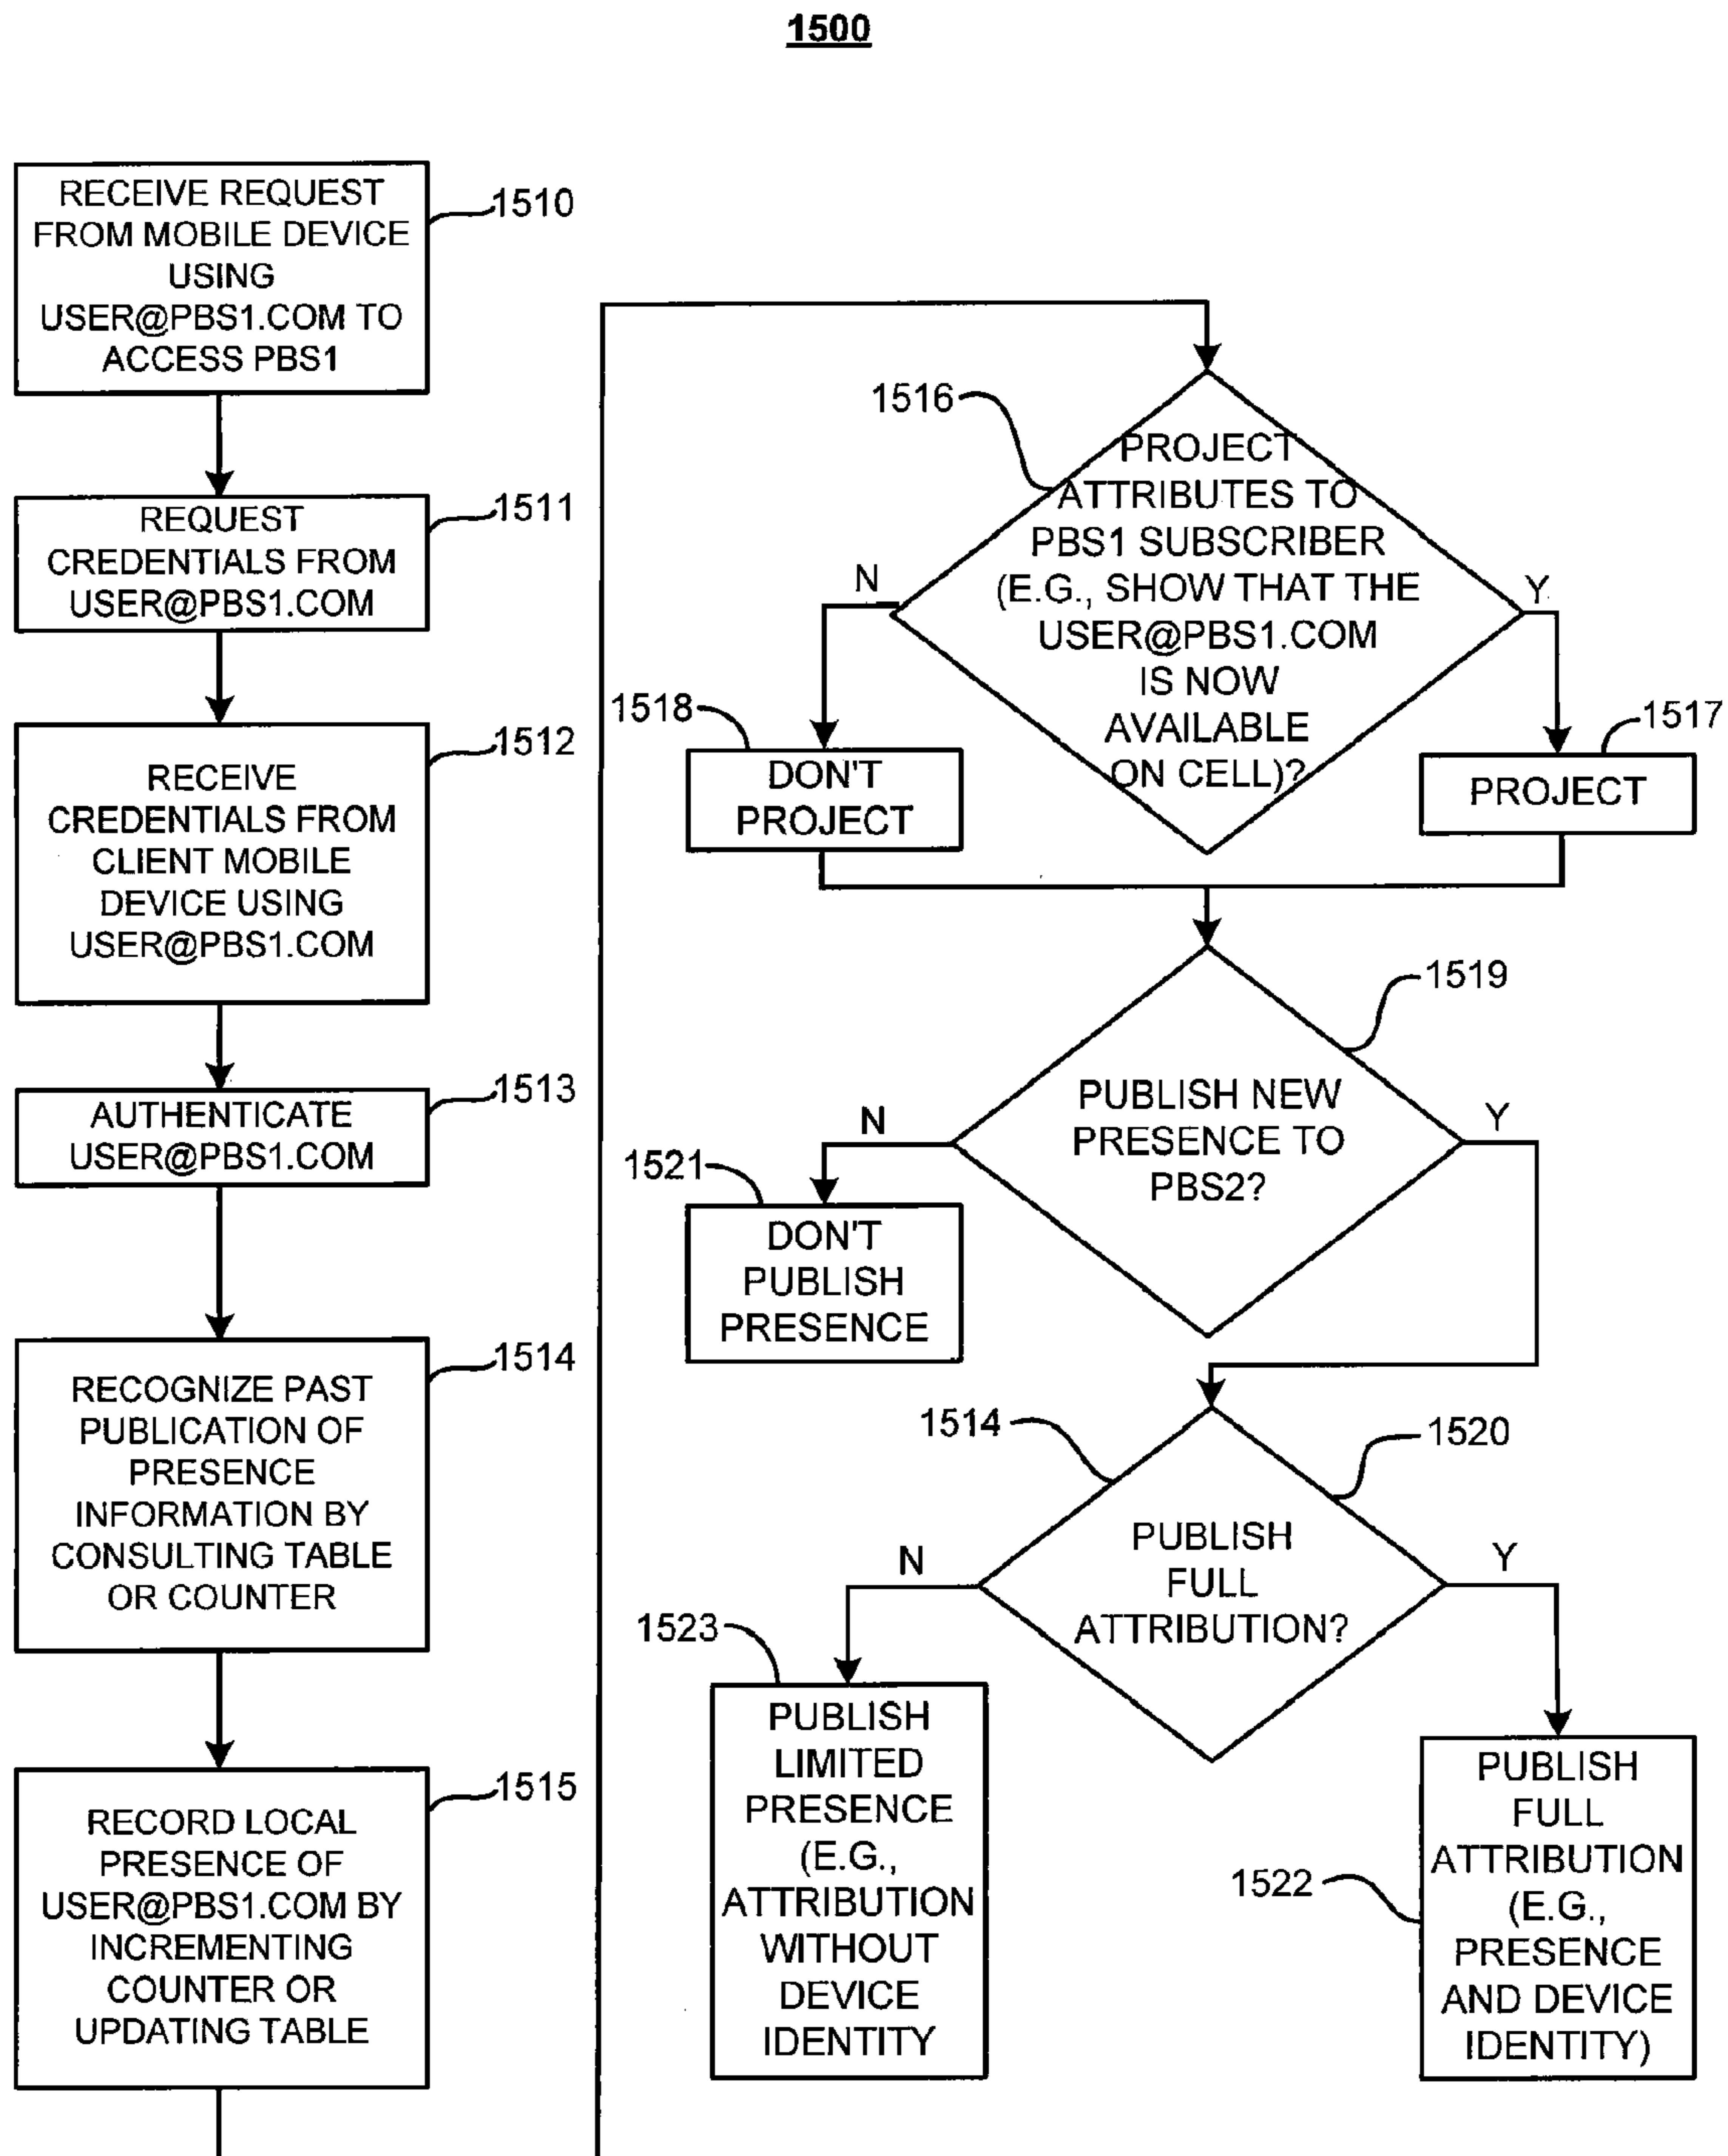 1500
RECEIVE REQUEST
FROM MOBILE DEVICE
USING
USER@PBS1.COM TO
ACCESS PBS1
1510
REQUEST
CREDENTIALS FROM
USER@PBS1.COM
1511
RECEIVE
CREDENTIALS FROM
CLIENT MOBILE
DEVICE USING
USER@PBS1.COM
1512
AUTHENTICATE
USER@PBS1.COM
1513
RECOGNIZE PAST
PUBLICATION OF
PRESENCE
INFORMATION BY
CONSULTING TABLE
OR COUNTER
1514
RECORD LOCAL
PRESENCE OF
USER@PBS1.COM BY
INCREMENTING
COUNTER OR
UPDATING TABLE
1515
1516
PROJECT
ATTRIBUTES TO
PBS1 SUBSCRIBER
(E.G., SHOW THAT THE
USER@PBS1.COM
IS NOW
AVAILABLE
ON CELL)?
N
Y
1518
DON'T
PROJECT
1517
PROJECT
1519
PUBLISH NEW
PRESENCE TO
PBS2?
N
Y
1521
DON'T
PUBLISH
PRESENCE
1514
1520
PUBLISH
FULL
ATTRIBUTION?
N
Y
1523
PUBLISH
LIMITED
PRESENCE
(E.G.,
ATTRIBUTION
WITHOUT
DEVICE
IDENTITY
1522
PUBLISH
FULL
ATTRIBUTION
(E.G.,
PRESENCE
AND DEVICE
IDENTITY)